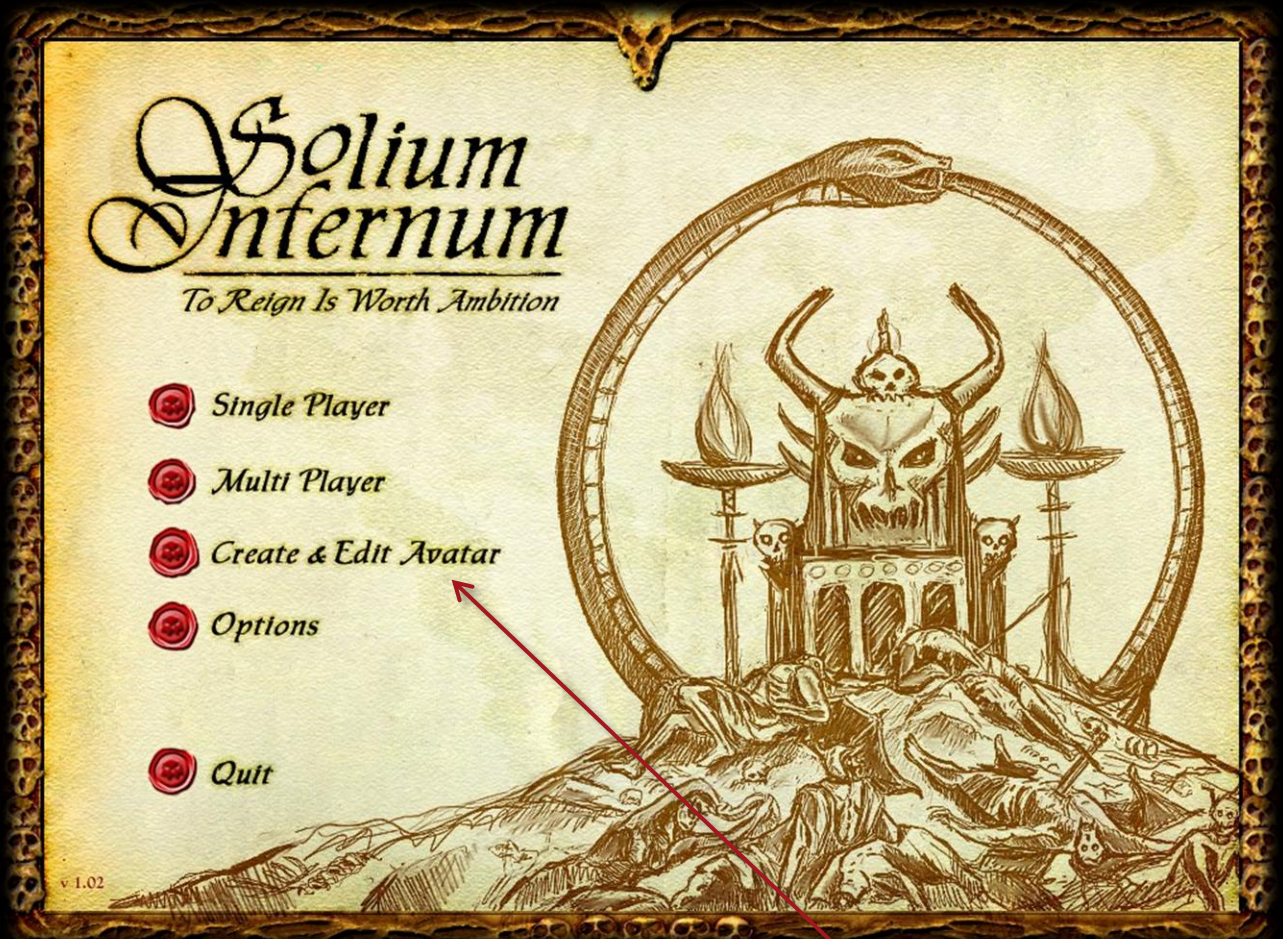 Solium
Infernum
To Reign Is Worth Ambition
Single Player
Multi Player
Create & Edit Avatar
Options
Quit
v 1.02